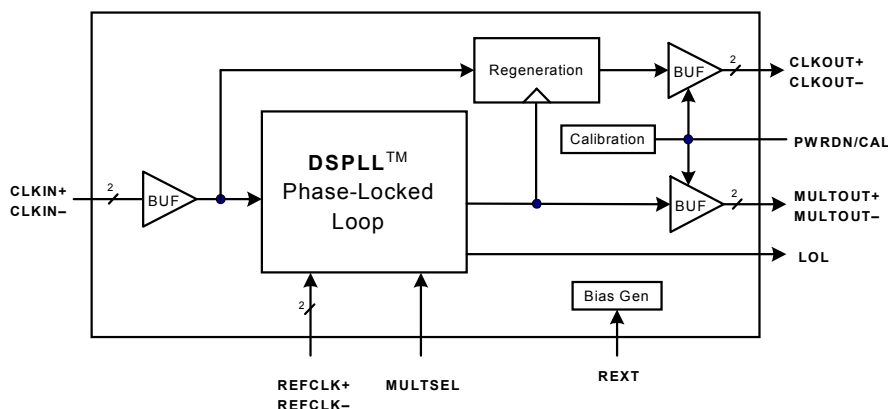 Regeneration
BUF
2
CLKOUT+
CLKOUT–
Calibration
PWRDN/CAL
DSPLL™
Phase-Locked
Loop
CLKIN+
CLKIN–
2
BUF
BUF
2
MULTOUT+
MULTOUT–
LOL
2
Bias Gen
REFCLK+
REFCLK–
MULTSEL
REXT